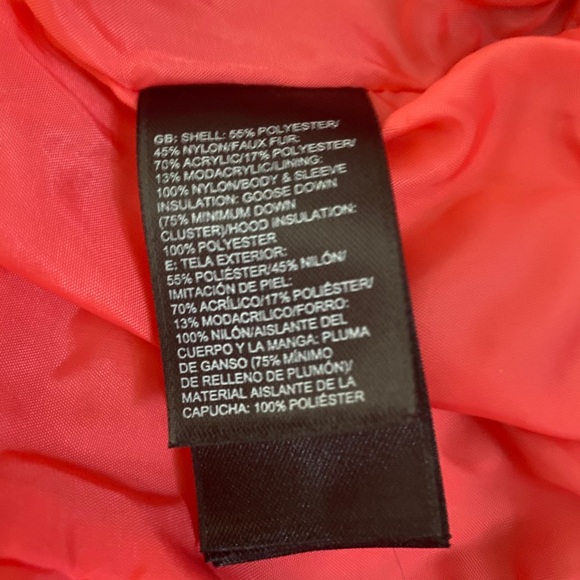 GB: SHELL: 55% POLYESTER/
45% NYLON/FAUX FUR:
70% ACRYLIC/17% POLYESTER/
13% MODACRYLIC/LINING:
100% NYLON/BODY & SLEEVE
INSULATION: GOOSE DOWN
(75% MINIMUM DOWN
CLUSTER)/HOOD INSULATION:
100% POLYESTER
E: TELA EXTERIOR:
55% POLIÉSTER/45% NILÓN/
IMITACIÓN DE PIEL:
70% ACRÍLICO/17% POLIÉSTER/
13% MODACRILICO/FORRO:
100% NILÓN/AISLANTE DEL
CUERPO Y LA MANGA: PLUMA
DE GANSO (75% MÍNIMO
DE RELLENO DE PLUMÓN)/
MATERIAL AISLANTE DE LA
CAPUCHA: 100% POLIÉSTER